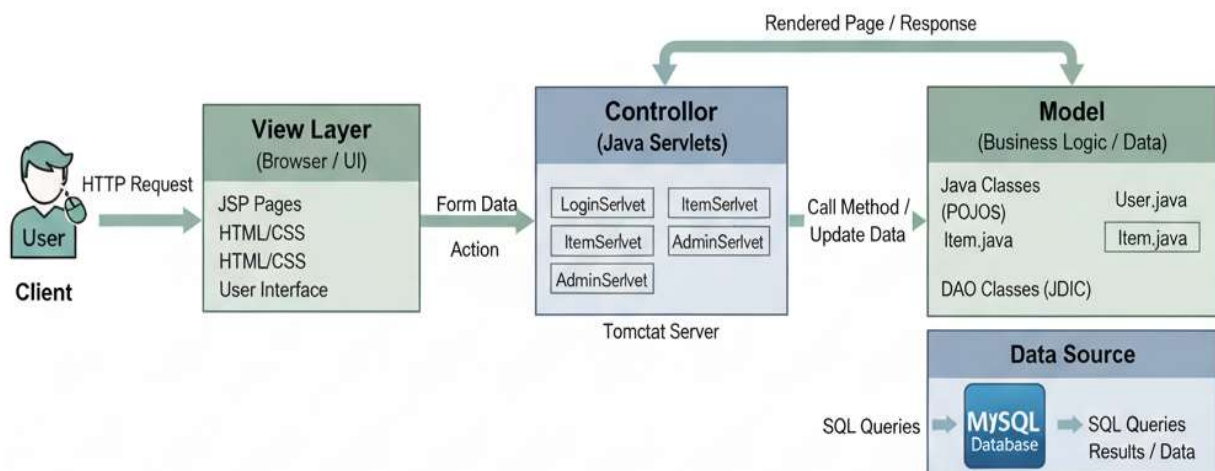 Rendered Page / Response
View Layer
(Browser / UI)
JSP Pages
HTML/CSS
HTML/CSS
User Interface
HTTP Request
User
Client
Form Data
Action
Controllor
(Java Servlets)
LoginSerlvet
ItemSerlvet
ItemSerlvet
AdminSerlvet
AdminSerlvet
Tomctat Server
Call Method /
Update Data
Model
(Business Logic / Data)
Java Classes
(POJOS)
User.java
Item.java
Item.java
DAO Classes (JDIC)
Data Source
SQL Queries
MySQL
Database
SQL Queries
Results / Data